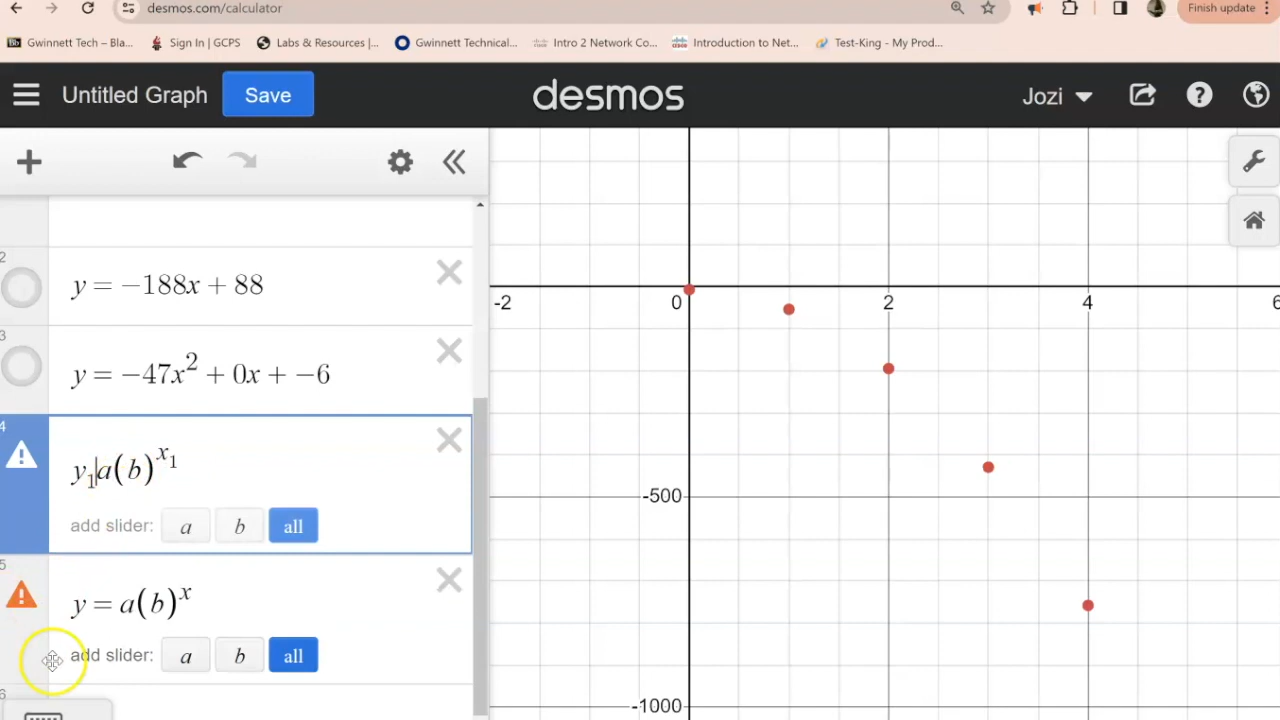 desmos.com/calculator
Finish update
Gwinnett Tech – Bla...
Sign In | GCPS
Labs & Resources |...
Gwinnett Technical...
Intro 2 Network Co...
Introduction to Net...
Test-King - My Prod...
Untitled Graph
Save
desmos
Jozi
2
y = −188x + 88
3
y = −47x² + 0x + −6
4
y₁a(b)^x₁
add slider: a b all
5
y = a(b)^x
add slider: a b all
6
-2 0 2 4 6
-500
-1000